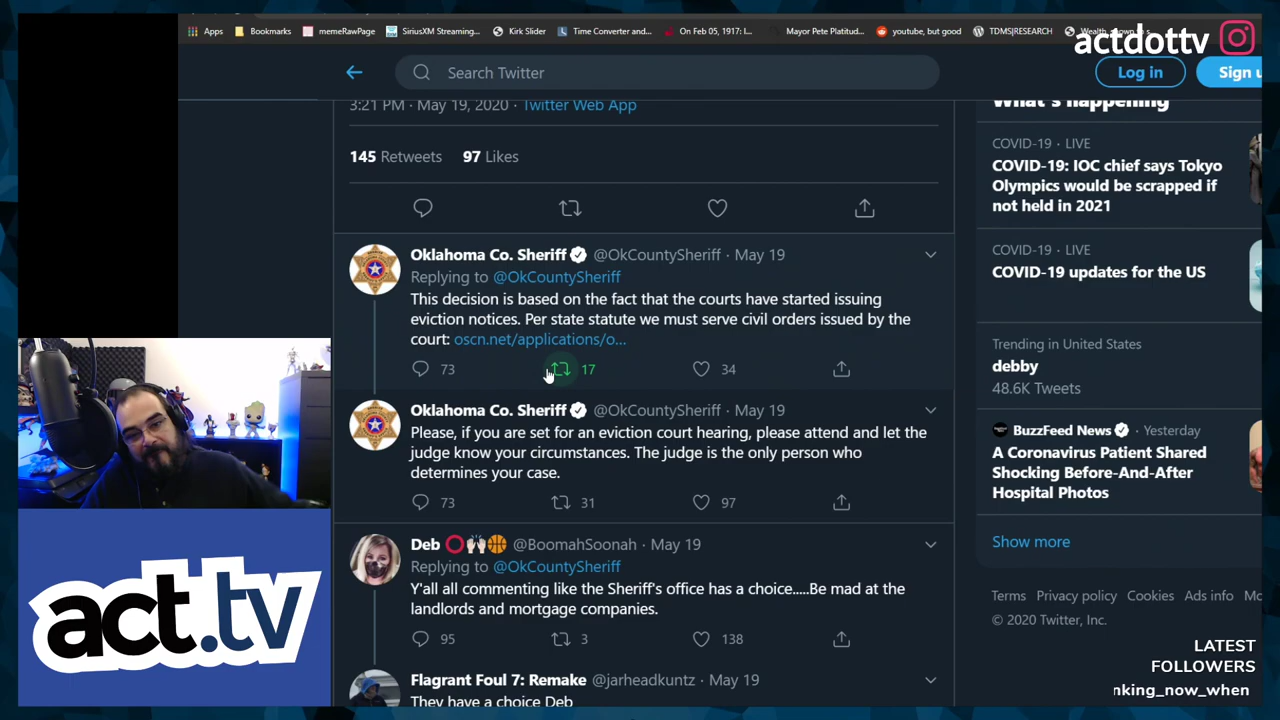 Apps
Bookmarks
memeRawPage
SiriusXM Streaming...
Kirk Slider
Time Converter and...
On Feb 05, 1917: I...
Mayor Pete Platitud...
youtube, but good
TDMS|RESEARCH
actdottv
Search Twitter
Log in
Sign u
3:21 PM · May 19, 2020 · Twitter Web App
What's happening
145 Retweets 97 Likes
COVID-19 · LIVE
COVID-19: IOC chief says Tokyo
Olympics would be scrapped if
not held in 2021
COVID-19 · LIVE
COVID-19 updates for the US
Trending in United States
debby
48.6K Tweets
BuzzFeed News · Yesterday
A Coronavirus Patient Shared
Shocking Before-And-After
Hospital Photos
Show more
Terms Privacy policy Cookies Ads info Mo
© 2020 Twitter, Inc.
Oklahoma Co. Sheriff @OkCountySheriff · May 19
Replying to @OkCountySheriff
This decision is based on the fact that the courts have started issuing
eviction notices. Per state statute we must serve civil orders issued by the
court: oscn.net/applications/o...
73 17 34
Oklahoma Co. Sheriff @OkCountySheriff · May 19
Please, if you are set for an eviction court hearing, please attend and let the
judge know your circumstances. The judge is the only person who
determines your case.
73 31 97
Deb @BoomahSoonah · May 19
Replying to @OkCountySheriff
Y'all all commenting like the Sheriff's office has a choice.....Be mad at the
landlords and mortgage companies.
95 3 138
Flagrant Foul 7: Remake @jarheadkuntz · May 19
They have a choice Deb
act.tv
LATEST
FOLLOWERS
nking_now_when